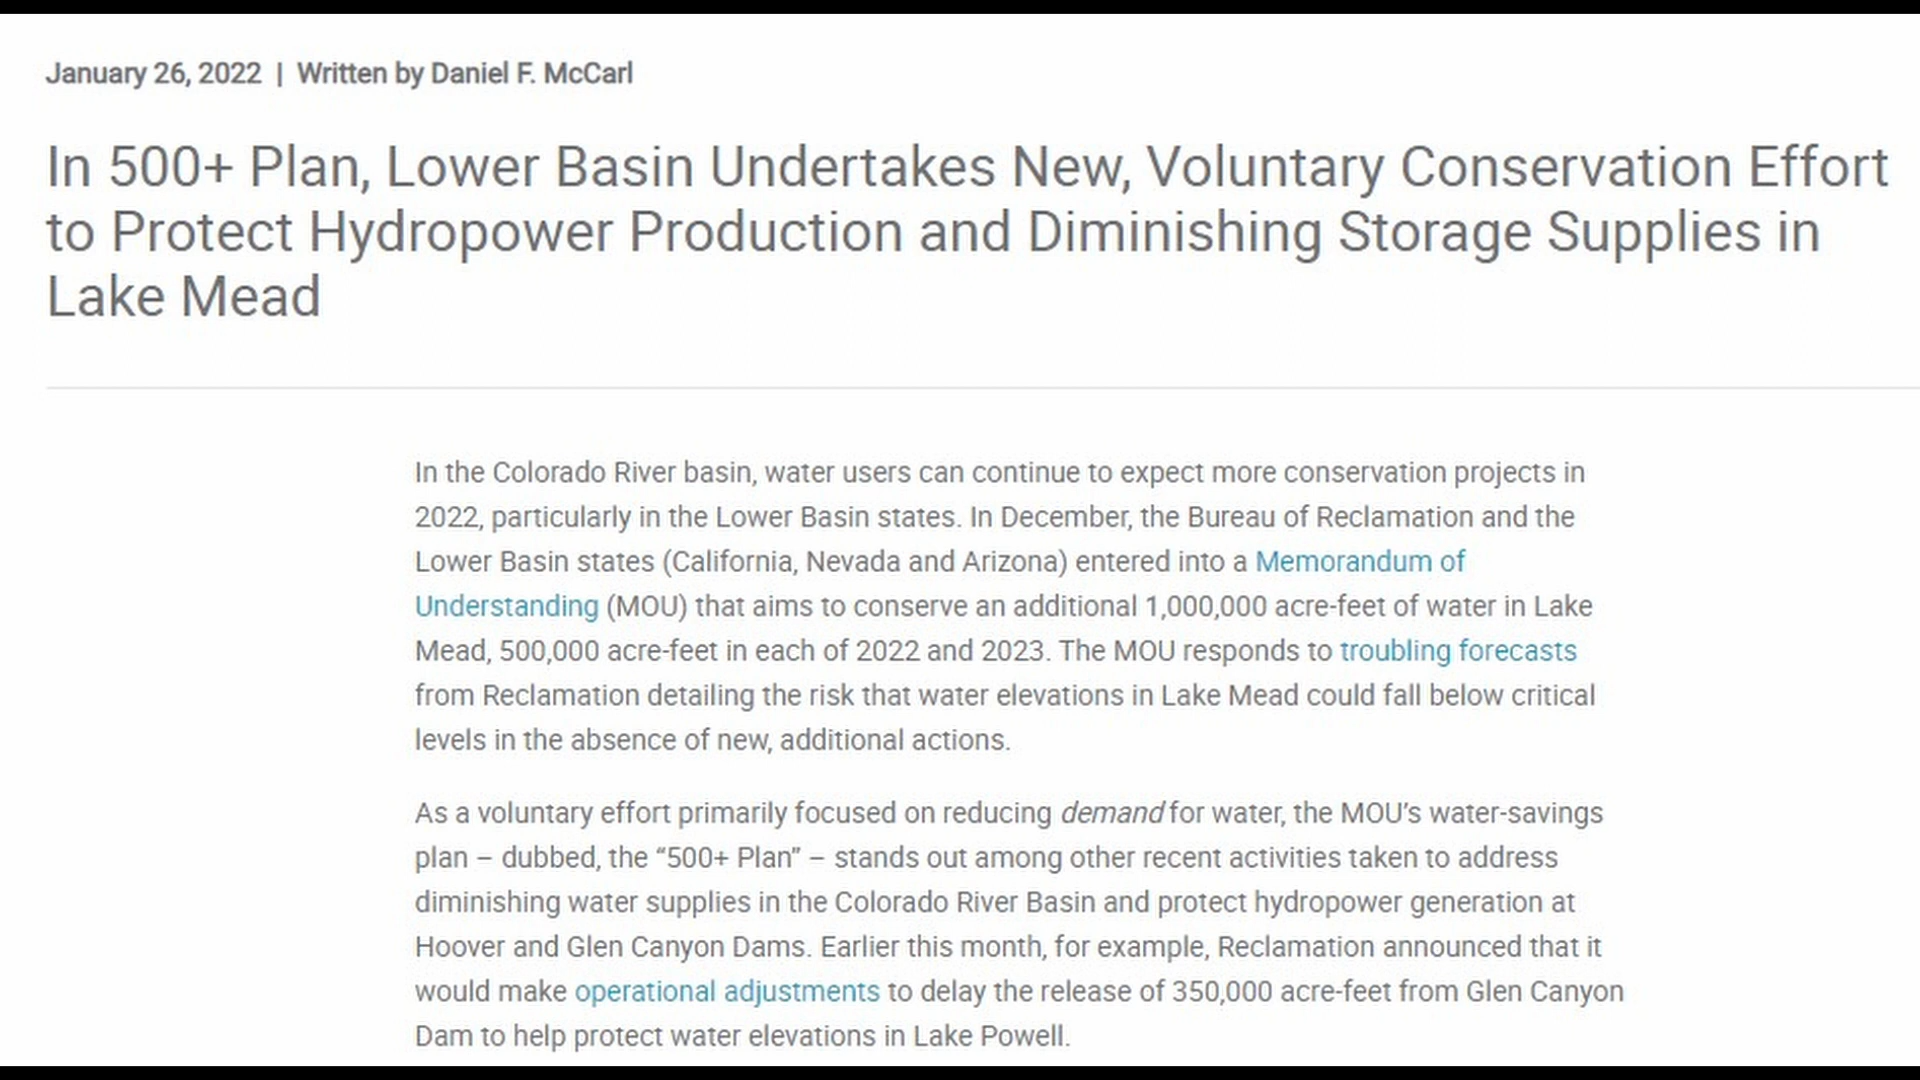 January 26, 2022 | Written by Daniel F. McCarl
In 500+ Plan, Lower Basin Undertakes New, Voluntary Conservation Effort
to Protect Hydropower Production and Diminishing Storage Supplies in
Lake Mead
In the Colorado River basin, water users can continue to expect more conservation projects in
2022, particularly in the Lower Basin states. In December, the Bureau of Reclamation and the
Lower Basin states (California, Nevada and Arizona) entered into a Memorandum of
Understanding (MOU) that aims to conserve an additional 1,000,000 acre-feet of water in Lake
Mead, 500,000 acre-feet in each of 2022 and 2023. The MOU responds to troubling forecasts
from Reclamation detailing the risk that water elevations in Lake Mead could fall below critical
levels in the absence of new, additional actions.
As a voluntary effort primarily focused on reducing demand for water, the MOU’s water-savings
plan – dubbed, the “500+ Plan” – stands out among other recent activities taken to address
diminishing water supplies in the Colorado River Basin and protect hydropower generation at
Hoover and Glen Canyon Dams. Earlier this month, for example, Reclamation announced that it
would make operational adjustments to delay the release of 350,000 acre-feet from Glen Canyon
Dam to help protect water elevations in Lake Powell.